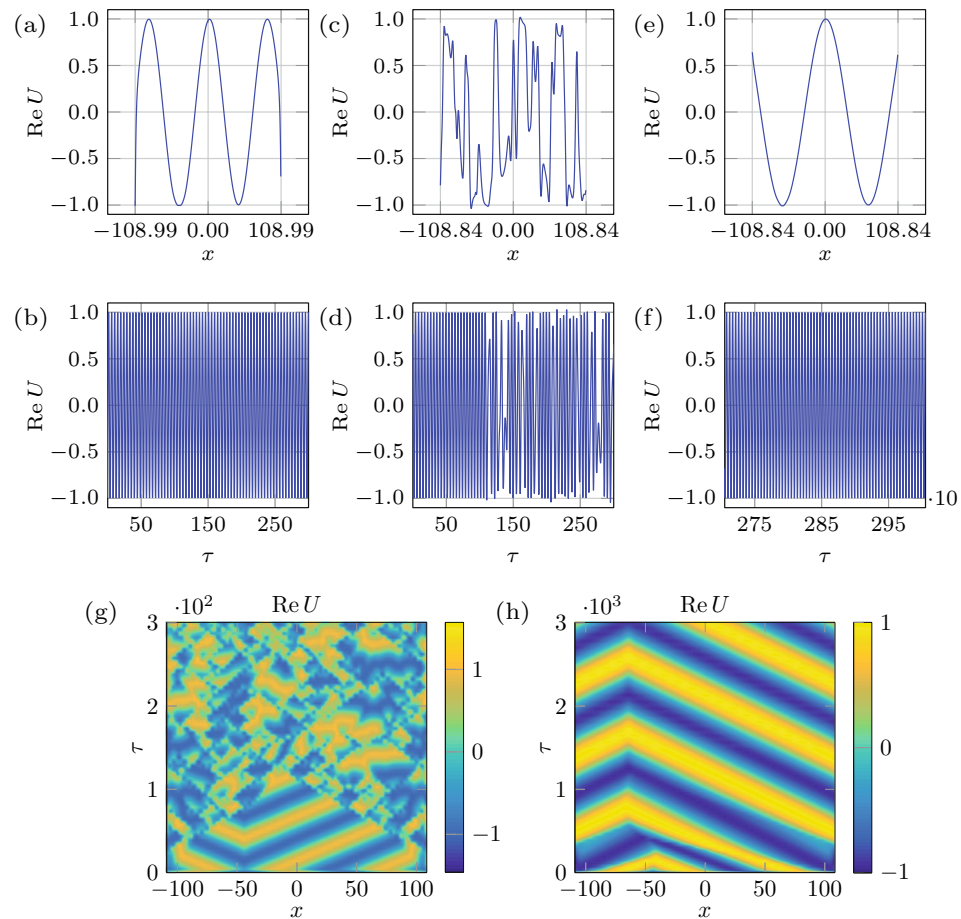 (a) (c) (e)
1.0 1.0 1.0
0.5 0.5 0.5
0.0 0.0 0.0
−0.5 −0.5 −0.5
−1.0 −1.0 −1.0
Re U Re U Re U
−108.99 0.00 108.99 −108.84 0.00 108.84 −108.84 0.00 108.84
x x x
(b) (d) (f)
1.0 1.0 1.0
0.5 0.5 0.5
0.0 0.0 0.0
−0.5 −0.5 −0.5
−1.0 −1.0 −1.0
Re U Re U Re U
·10
50 150 250 50 150 250 275 285 295
τ τ τ
(g) ·10² Re U (h) ·10³ Re U
3 3 1
2 1 2
τ 0 τ 0
1 1
−1
0 0 −1
−100 −50 0 50 100 −100 −50 0 50 100
x x